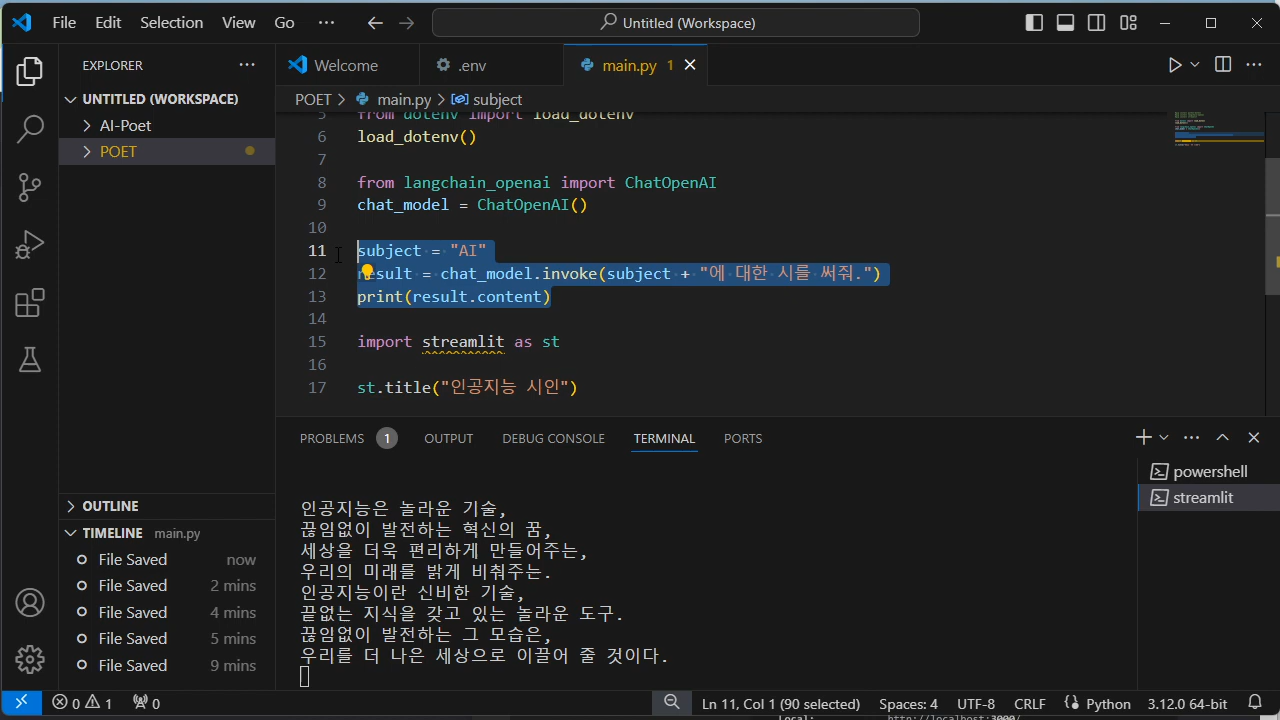 File Edit Selection View Go ··· Untitled (Workspace)
EXPLORER ···
UNTITLED (WORKSPACE)
AI-Poet
POET
OUTLINE
TIMELINE main.py
File Saved now
File Saved 2 mins
File Saved 4 mins
File Saved 5 mins
File Saved 9 mins
Welcome .env main.py 1
POET > main.py > subject
5 from dotenv import load_dotenv
6 load_dotenv()
7
8 from langchain_openai import ChatOpenAI
9 chat_model = ChatOpenAI()
10
11 subject = "AI"
12 result = chat_model.invoke(subject + "에 대한 시를 써줘.")
13 print(result.content)
14
15 import streamlit as st
16
17 st.title("인공지능 시인")
PROBLEMS 1 OUTPUT DEBUG CONSOLE TERMINAL PORTS
인공지능은 놀라운 기술,
끊임없이 발전하는 혁신의 꿈,
세상을 더욱 편리하게 만들어주는,
우리의 미래를 밝게 비춰주는.
인공지능이란 신비한 기술,
끝없는 지식을 갖고 있는 놀라운 도구.
끊임없이 발전하는 그 모습은,
우리를 더 나은 세상으로 이끌어 줄 것이다.
powershell
streamlit
0 1 0 Ln 11, Col 1 (90 selected) Spaces: 4 UTF-8 CRLF Python 3.12.0 64-bit